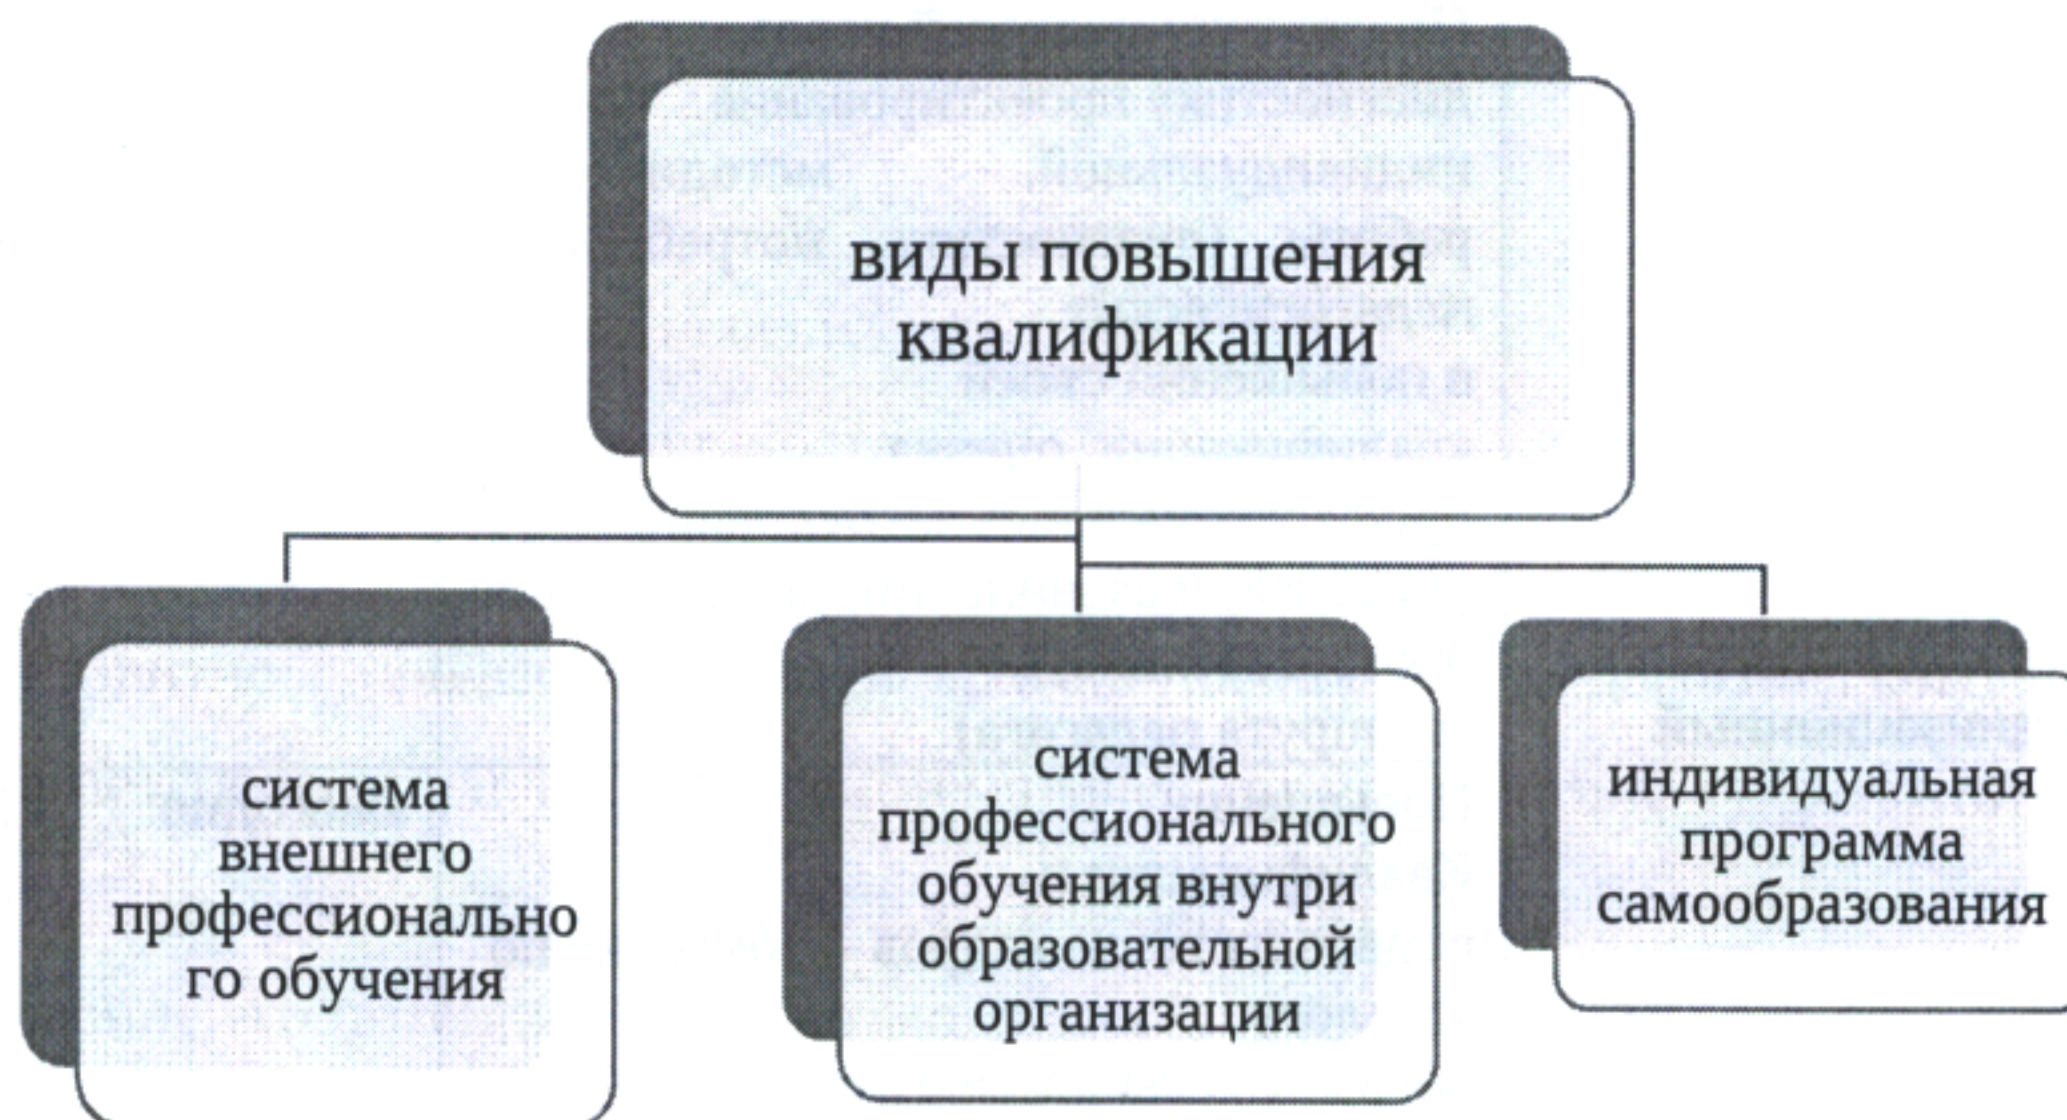 виды повышения
квалификации
система
внешнего
профессионально
го обучения
система
профессионального
обучения внутри
образовательной
организации
индивидуальная
программа
самообразования